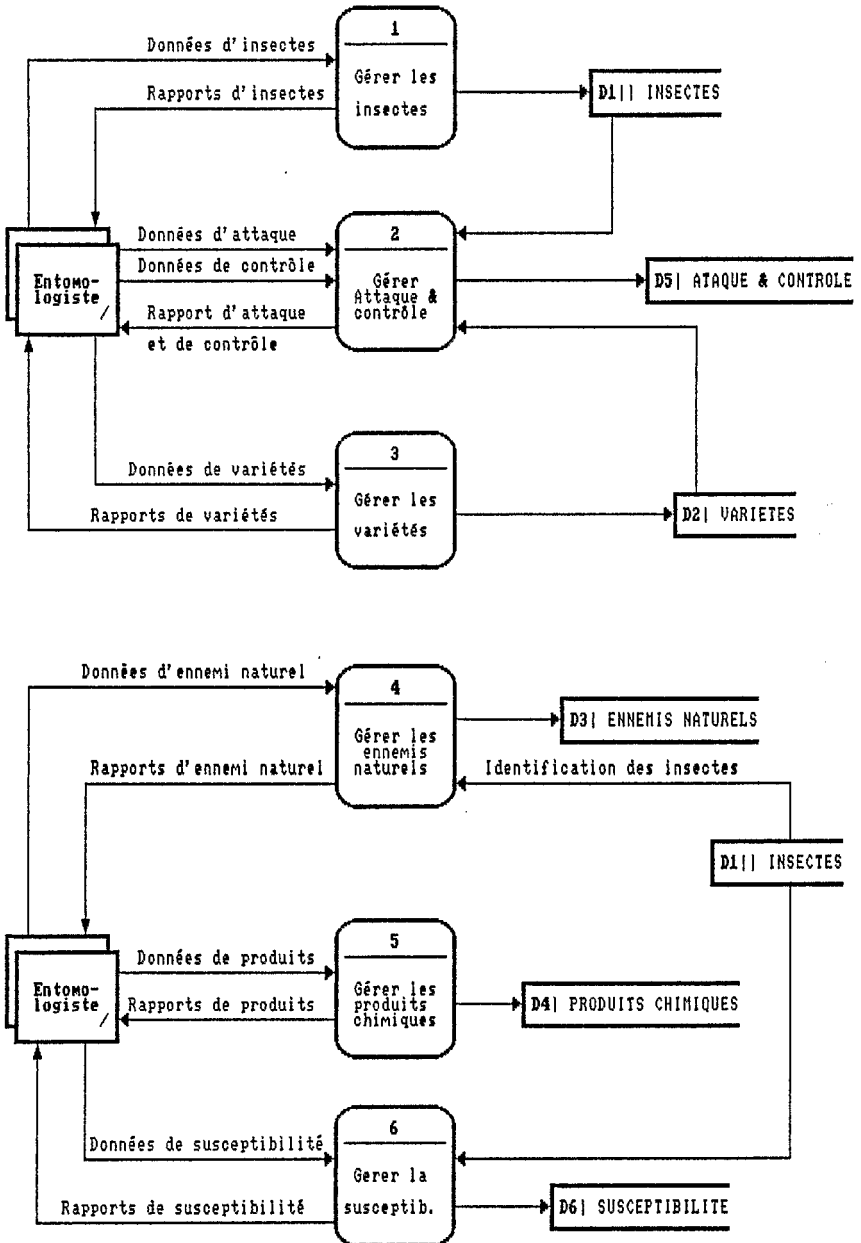 1
Données d'insectes
Gérer les
insectes
Rapports d'insectes
D1|| INSECTES
Données d'attaque
2
Données de contrôle
Gérer
Attaque &
contrôle
Entomo-
logiste
/
D5| ATAQUE & CONTROLE
Rapport d'attaque
et de contrôle
3
Données de variétés
Gérer les
variétés
Rapports de variétés
D2| VARIETES
Données d'ennemi naturel
4
D3| ENNEMIS NATURELS
Gérer les
ennemis
naturels
Rapports d'ennemi naturel
Identification des insectes
D1|| INSECTES
5
Données de produits
Entomo-
logiste
/
Gérer les
produits
chimiques
Rapports de produits
D4| PRODUITS CHIMIQUES
6
Données de susceptibilité
Gerer la
susceptib.
Rapports de susceptibilité
D6| SUSCEPTIBILITE